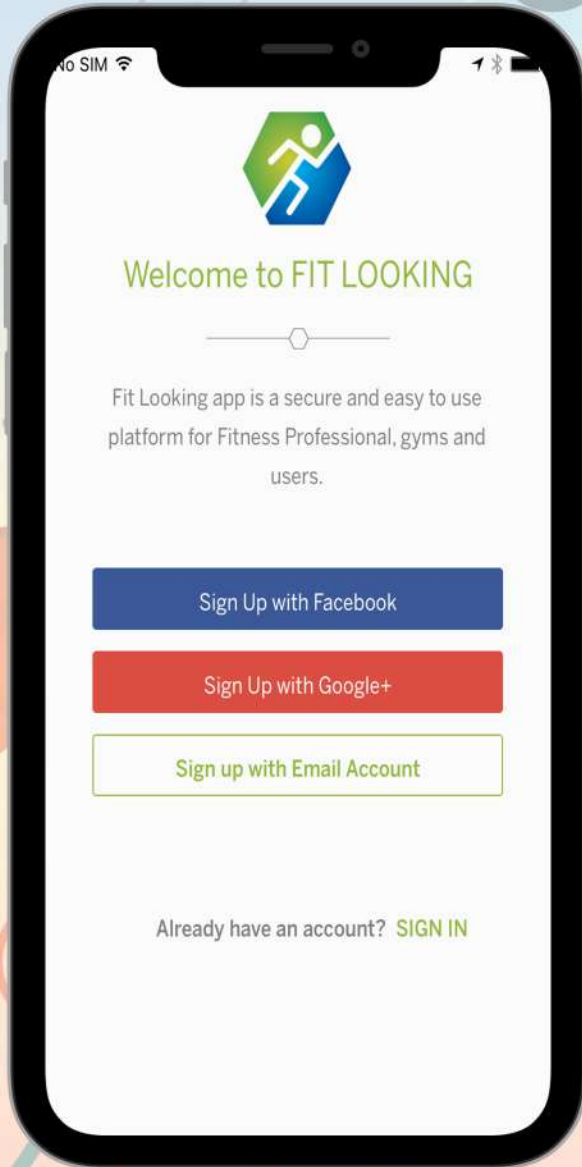 No SIM
Welcome to FIT LOOKING
Fit Looking app is a secure and easy to use
platform for Fitness Professional, gyms and
users.
Sign Up with Facebook
Sign Up with Google+
Sign up with Email Account
Already have an account? SIGN IN